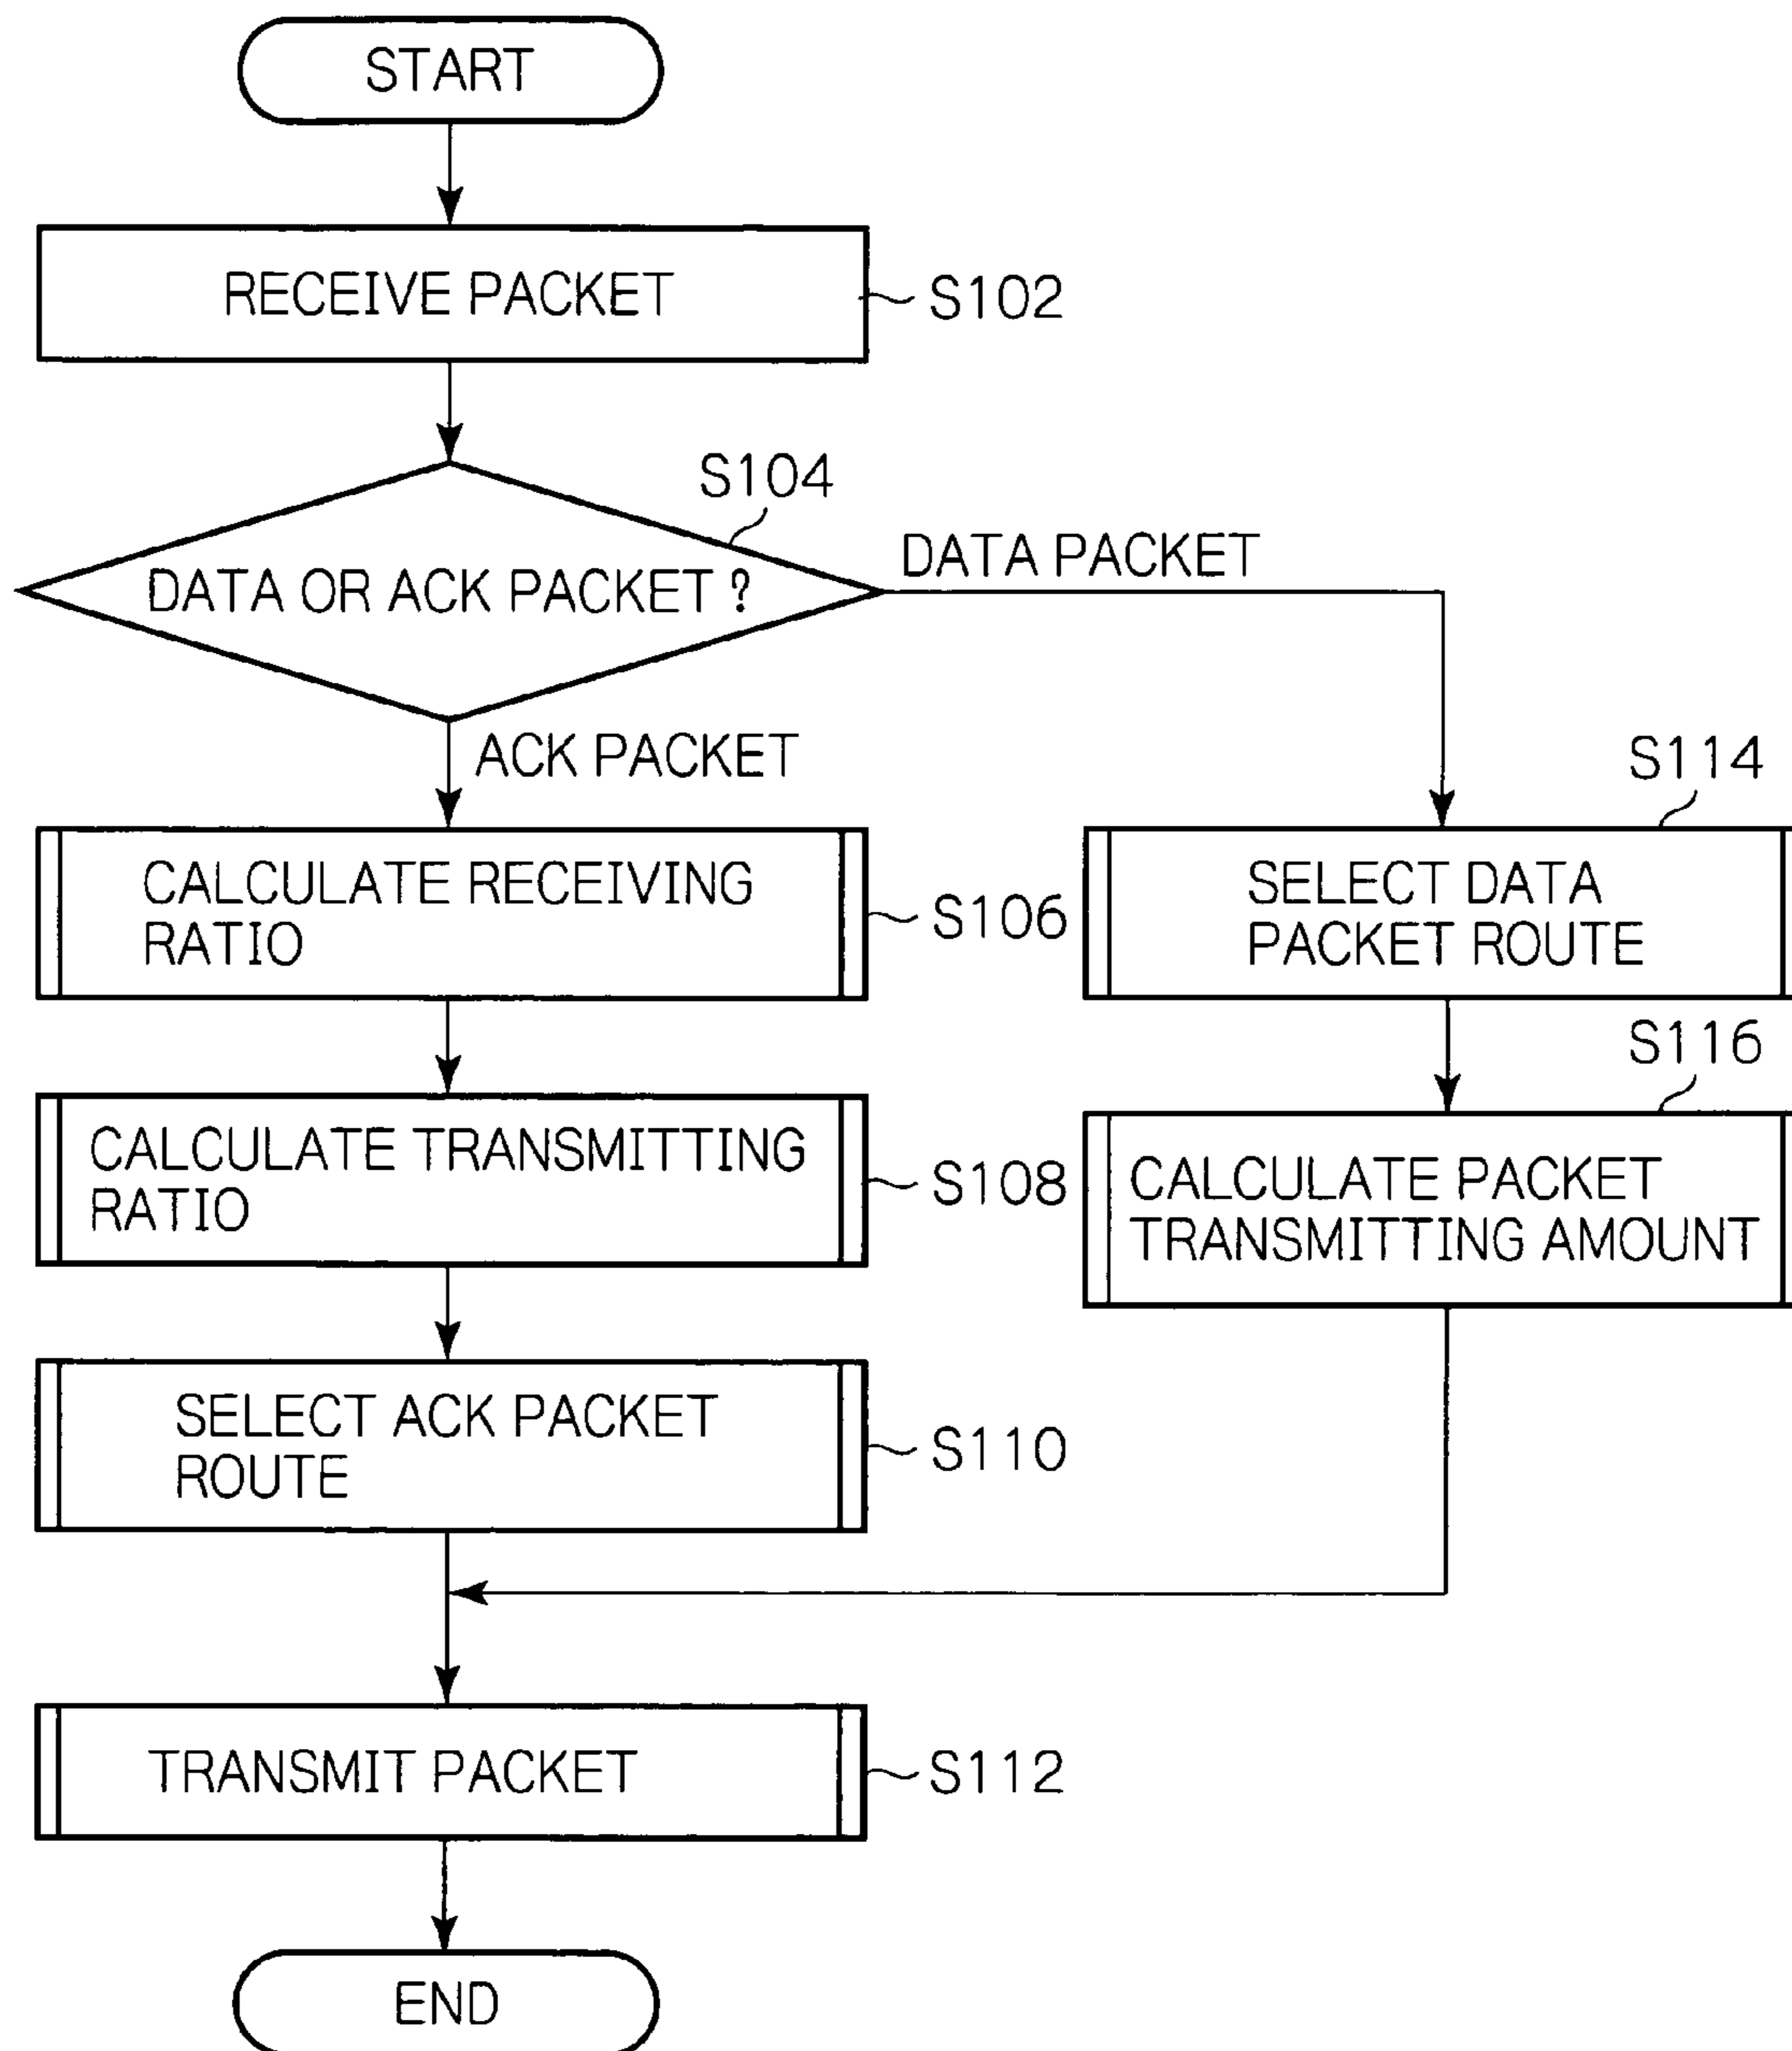 START
RECEIVE PACKET
S102
S104
DATA OR ACK PACKET ?
DATA PACKET
ACK PACKET
CALCULATE RECEIVING
RATIO
S106
S114
SELECT DATA
PACKET ROUTE
CALCULATE TRANSMITTING
RATIO
S108
S116
CALCULATE PACKET
TRANSMITTING AMOUNT
SELECT ACK PACKET
ROUTE
S110
TRANSMIT PACKET
S112
END